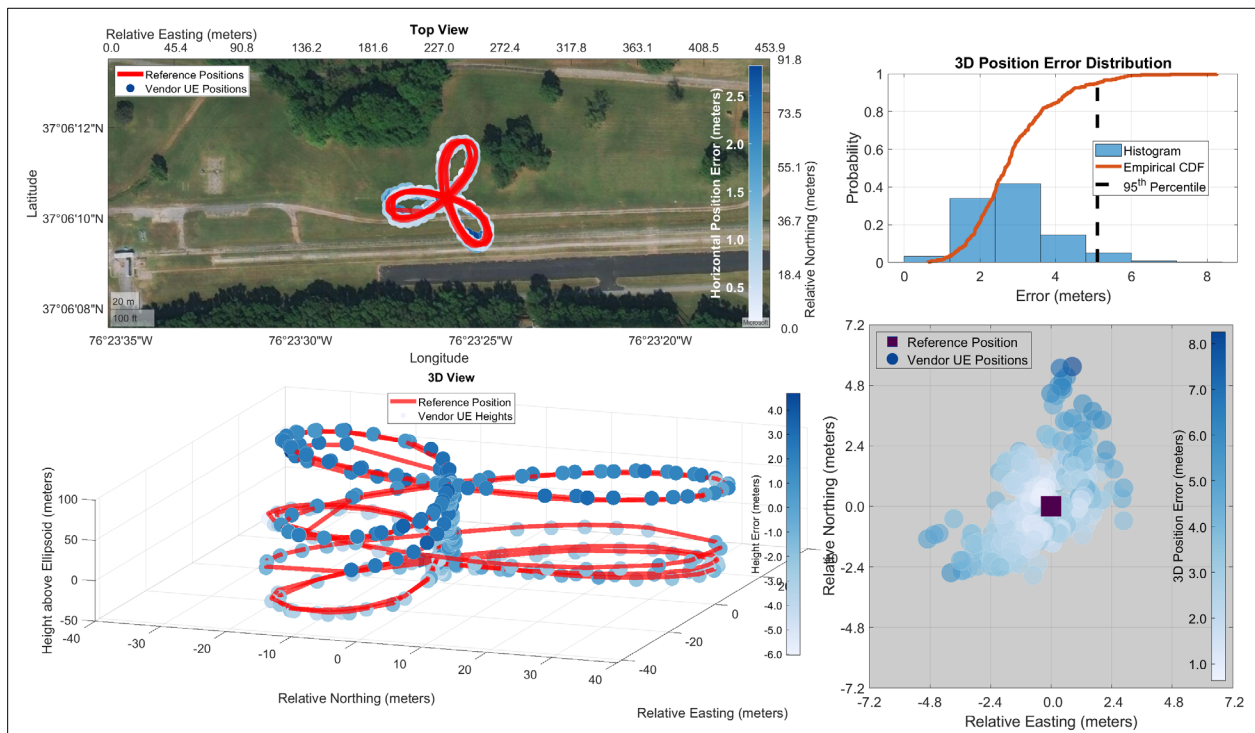 Relative Easting (meters)
Top View
0.0 45.4 90.8 136.2 181.6 227.0 272.4 317.8 363.1 408.5 453.9
Reference Positions
Vendor UE Positions
37°06'12"N
37°06'10"N
37°06'08"N
Latitude
20 m
100 ft
Microsoft
76°23'35"W 76°23'30"W 76°23'25"W 76°23'20"W
Longitude
Horizontal Position Error (meters)
2.5
2.0
1.5
1.0
0.5
91.8
73.5
55.1
36.7
18.4
0.0
Relative Northing (meters)
3D Position Error Distribution
1
0.8
0.6
0.4
0.2
0
Probability
Histogram
Empirical CDF
95th Percentile
0 2 4 6 8
Error (meters)
3D View
Reference Position
Vendor UE Heights
100
50
0
-50
Height above Ellipsoid (meters)
-40 -30 -20 -10 0 10 20 30 40
Relative Northing (meters)
-40
-20
0
Relative Easting (meters)
Height Error (meters)
4.0
3.0
2.0
1.0
0.0
-1.0
-2.0
-3.0
-4.0
-5.0
-6.0
Reference Position
Vendor UE Positions
7.2
4.8
2.4
0.0
-2.4
-4.8
-7.2
Relative Northing (meters)
-7.2 -4.8 -2.4 0.0 2.4 4.8 7.2
Relative Easting (meters)
3D Position Error (meters)
8.0
7.0
6.0
5.0
4.0
3.0
2.0
1.0